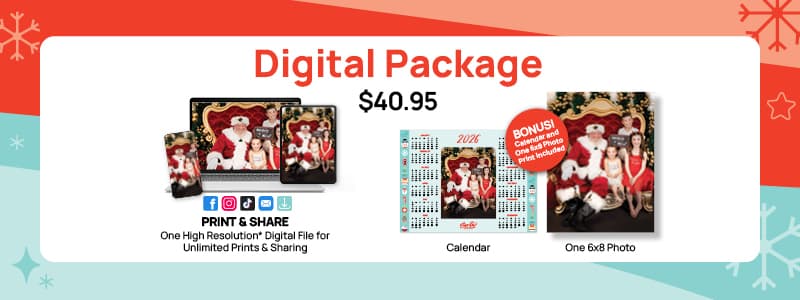 Digital Package
$40.95
PRINT & SHARE
One High Resolution* Digital File for
Unlimited Prints & Sharing
2026
Calendar
BONUS!
Calendar and
One 6x8 Photo
Print Included
One 6x8 Photo